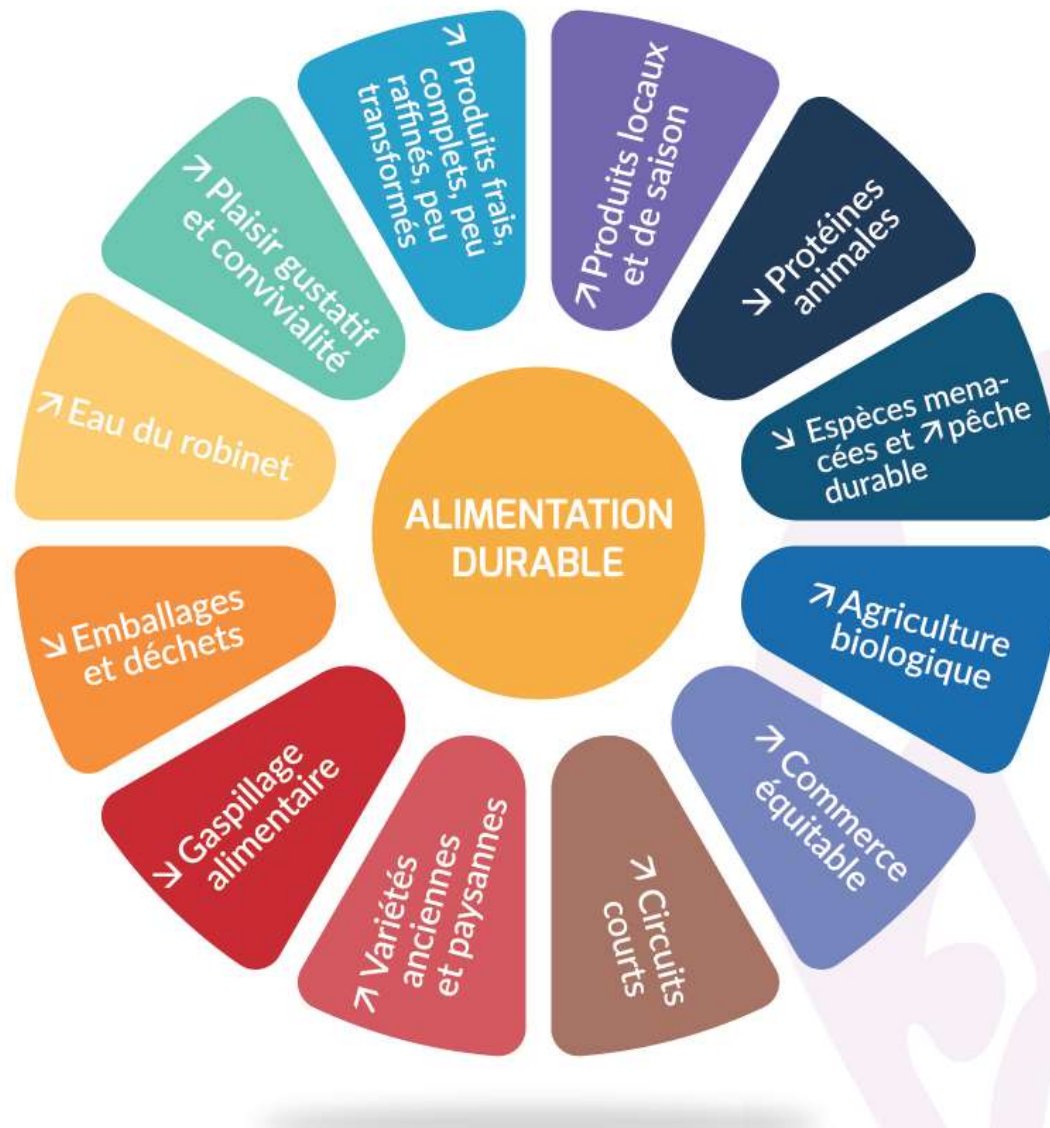 ALIMENTATION
DURABLE
↗ Produits locaux
et de saison
↘ Protéines
animales
↘ Espèces mena-
cées et ↗ pêche
durable
↗ Agriculture
biologique
↗ Commerce
équitable
↗ Circuits
courts
↗ Variétés
anciennes
et paysannes
↘ Gaspillage
alimentaire
↘ Emballages
et déchets
↗ Eau du robinet
↗ Plaisir gustatif
et convivialité
↗ Produits frais,
complets, peu
raffinés, peu
transformés